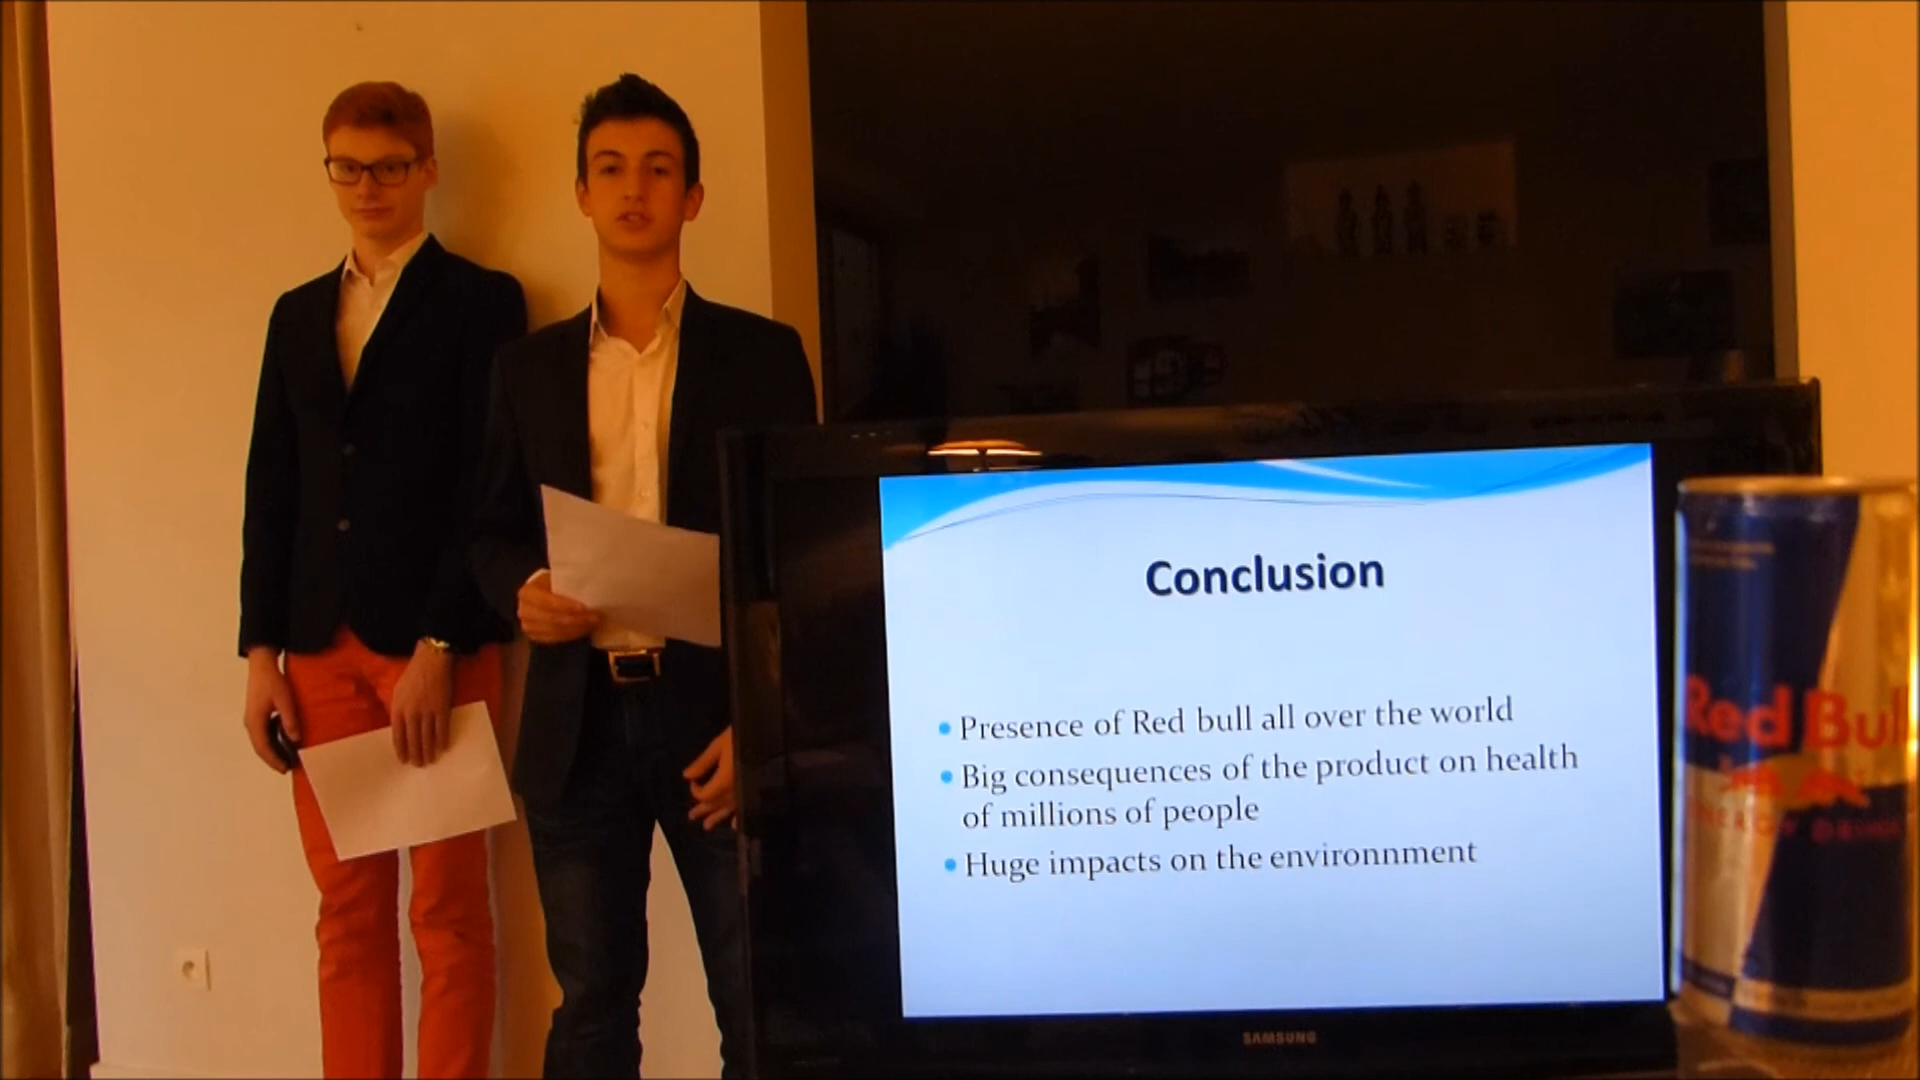 Conclusion
Presence of Red bull all over the world
Big consequences of the product on health
of millions of people
Huge impacts on the environnment
SAMSUNG
Red Bull